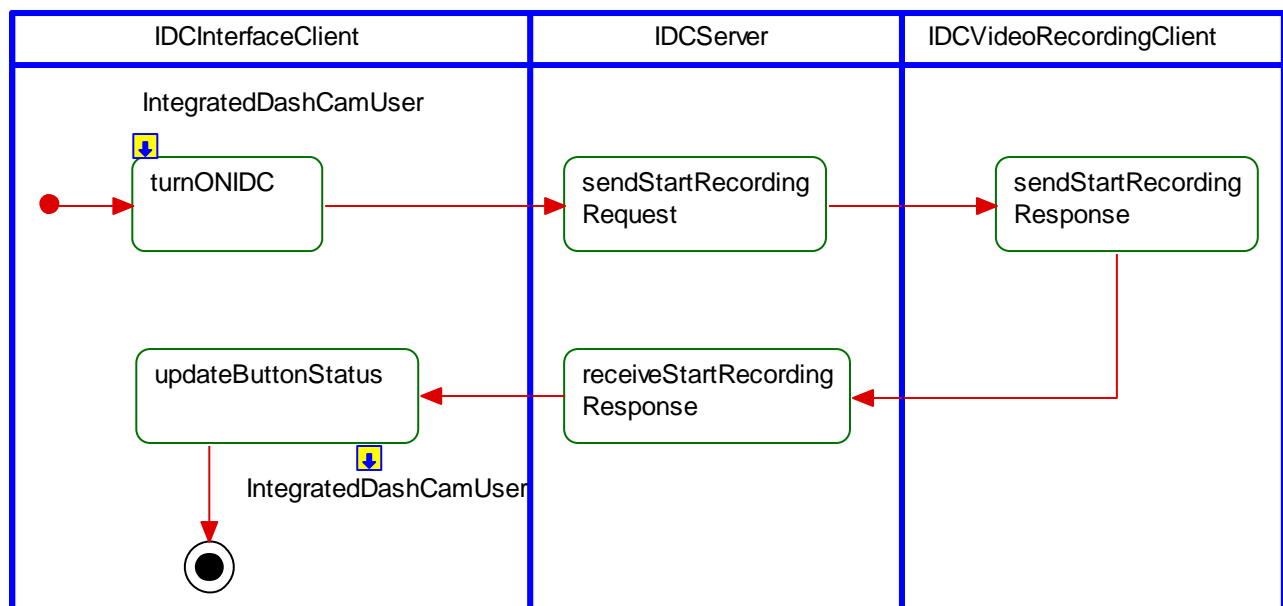 IDCInterfaceClient
IDCServer
IDCVideoRecordingClient
IntegratedDashCamUser
turnONIDC
sendStartRecording
Request
sendStartRecording
Response
updateButtonStatus
receiveStartRecording
Response
IntegratedDashCamUser